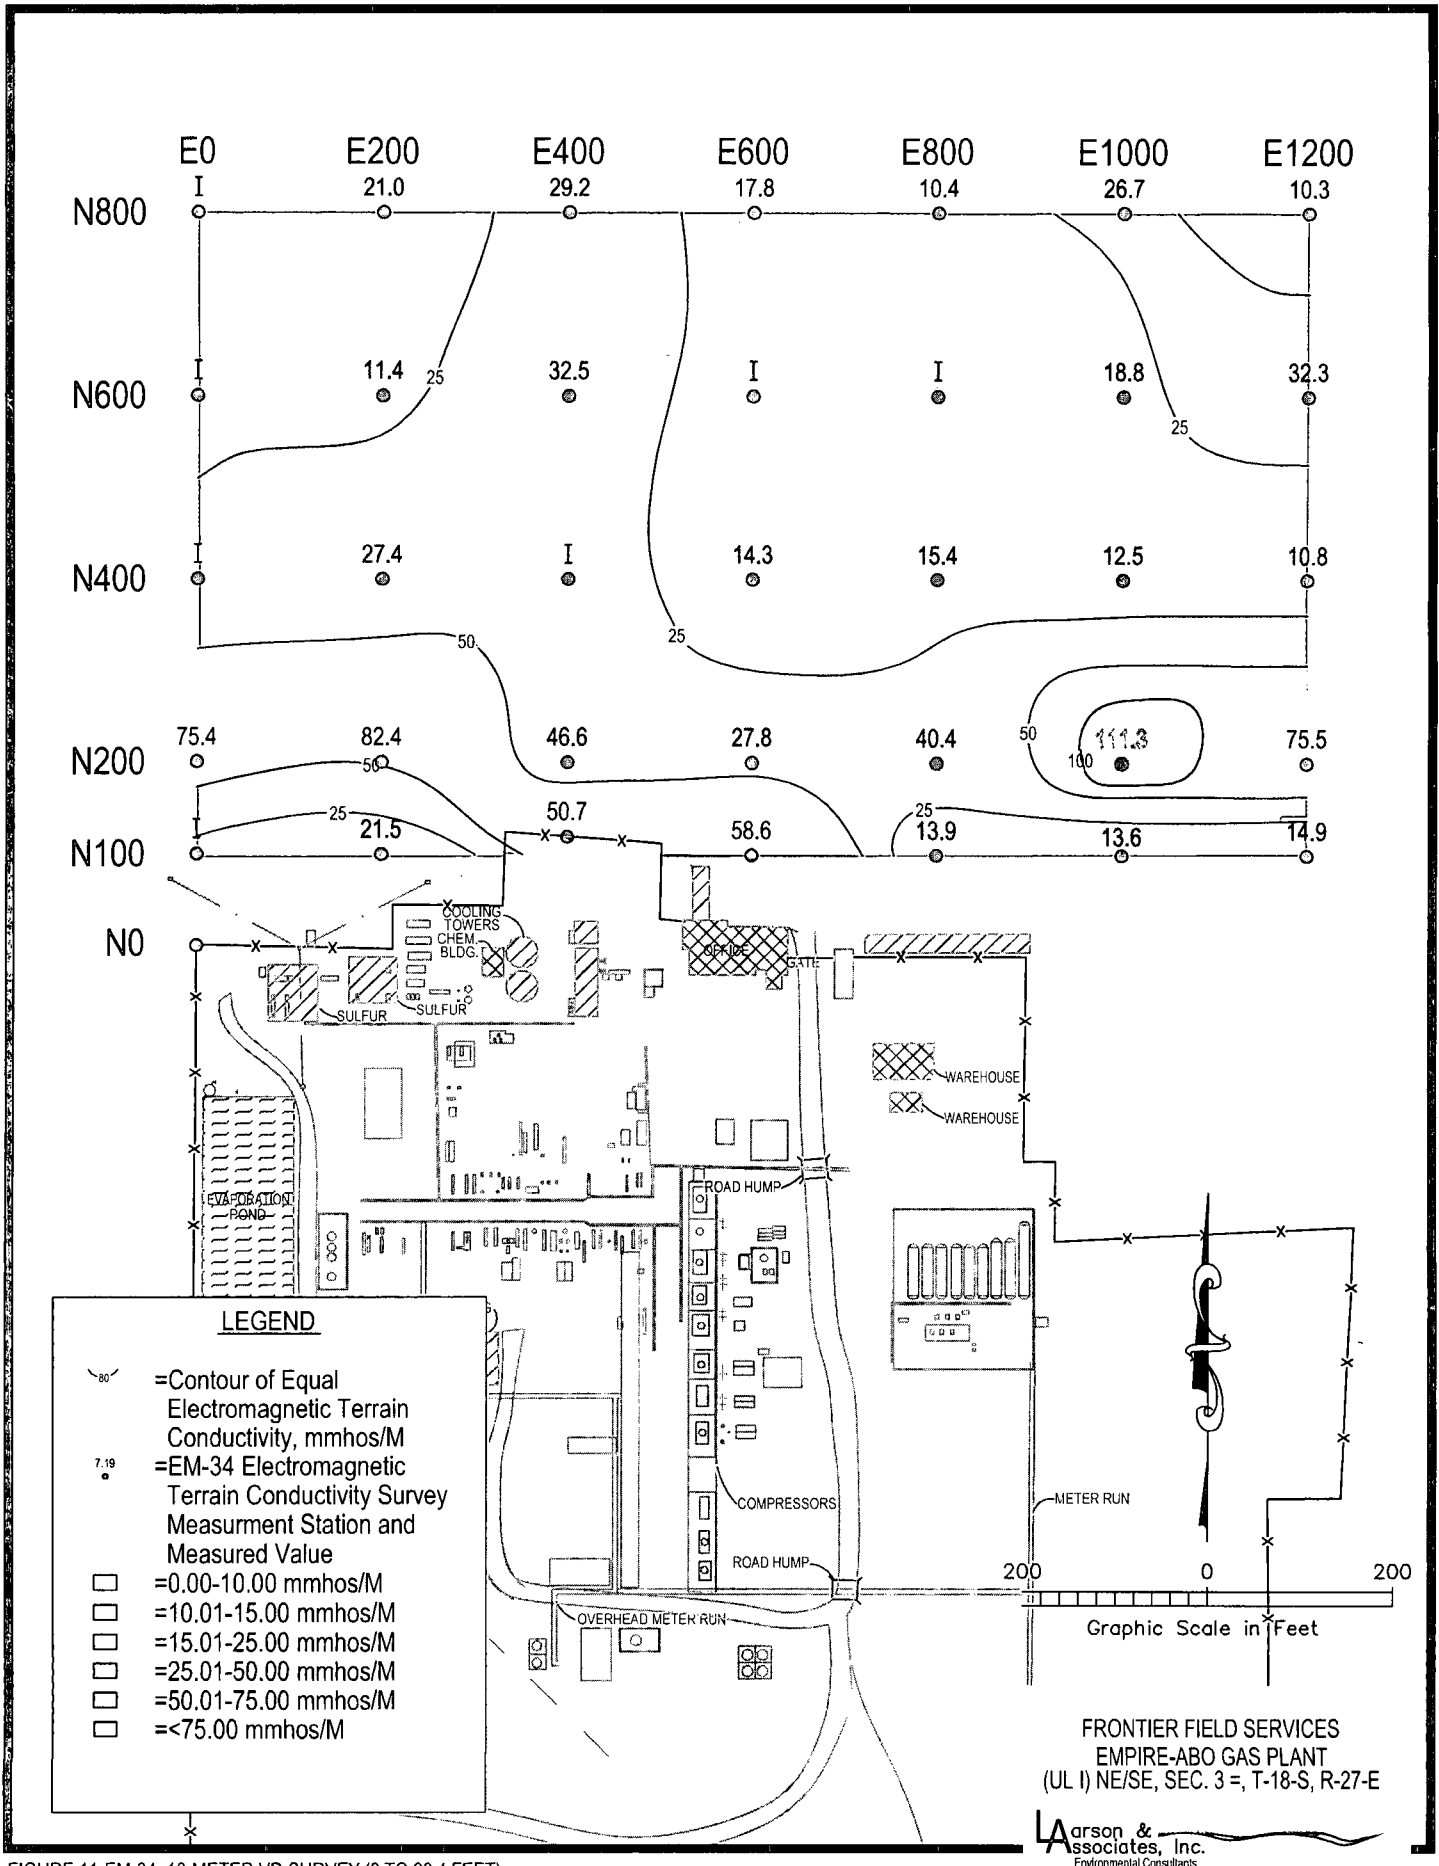 E0 E200 E400 E600 E800 E1000 E1200
I 21.0 29.2 17.8 10.4 26.7 10.3
N800
I 11.4 32.5 I I 18.8 32.3
25
N600
25
I 27.4 I 14.3 15.4 12.5 10.8
N400
50
25
75.4 82.4 46.6 27.8 40.4 111.3 75.5
50
N200
50
100
25
50.7
25
I 21.5 58.6 13.9 13.6 14.9
N100
N0
COOLING
TOWERS
CHEM.
BLDG.
OFFICE
GATE
SULFUR
SULFUR
WAREHOUSE
WAREHOUSE
ROAD HUMP
EVAPORATION
POND
LEGEND
80
=Contour of Equal
Electromagnetic Terrain
Conductivity, mmhos/M
7.19
=EM-34 Electromagnetic
Terrain Conductivity Survey
Measurment Station and
Measured Value
=0.00-10.00 mmhos/M
=10.01-15.00 mmhos/M
=15.01-25.00 mmhos/M
=25.01-50.00 mmhos/M
=50.01-75.00 mmhos/M
=<75.00 mmhos/M
COMPRESSORS
METER RUN
ROAD HUMP
OVERHEAD METER RUN
200 0 200
Graphic Scale in Feet
FRONTIER FIELD SERVICES
EMPIRE-ABO GAS PLANT
(UL I) NE/SE, SEC. 3 =, T-18-S, R-27-E
Larson &
Associates, Inc.
Environmental Consultants